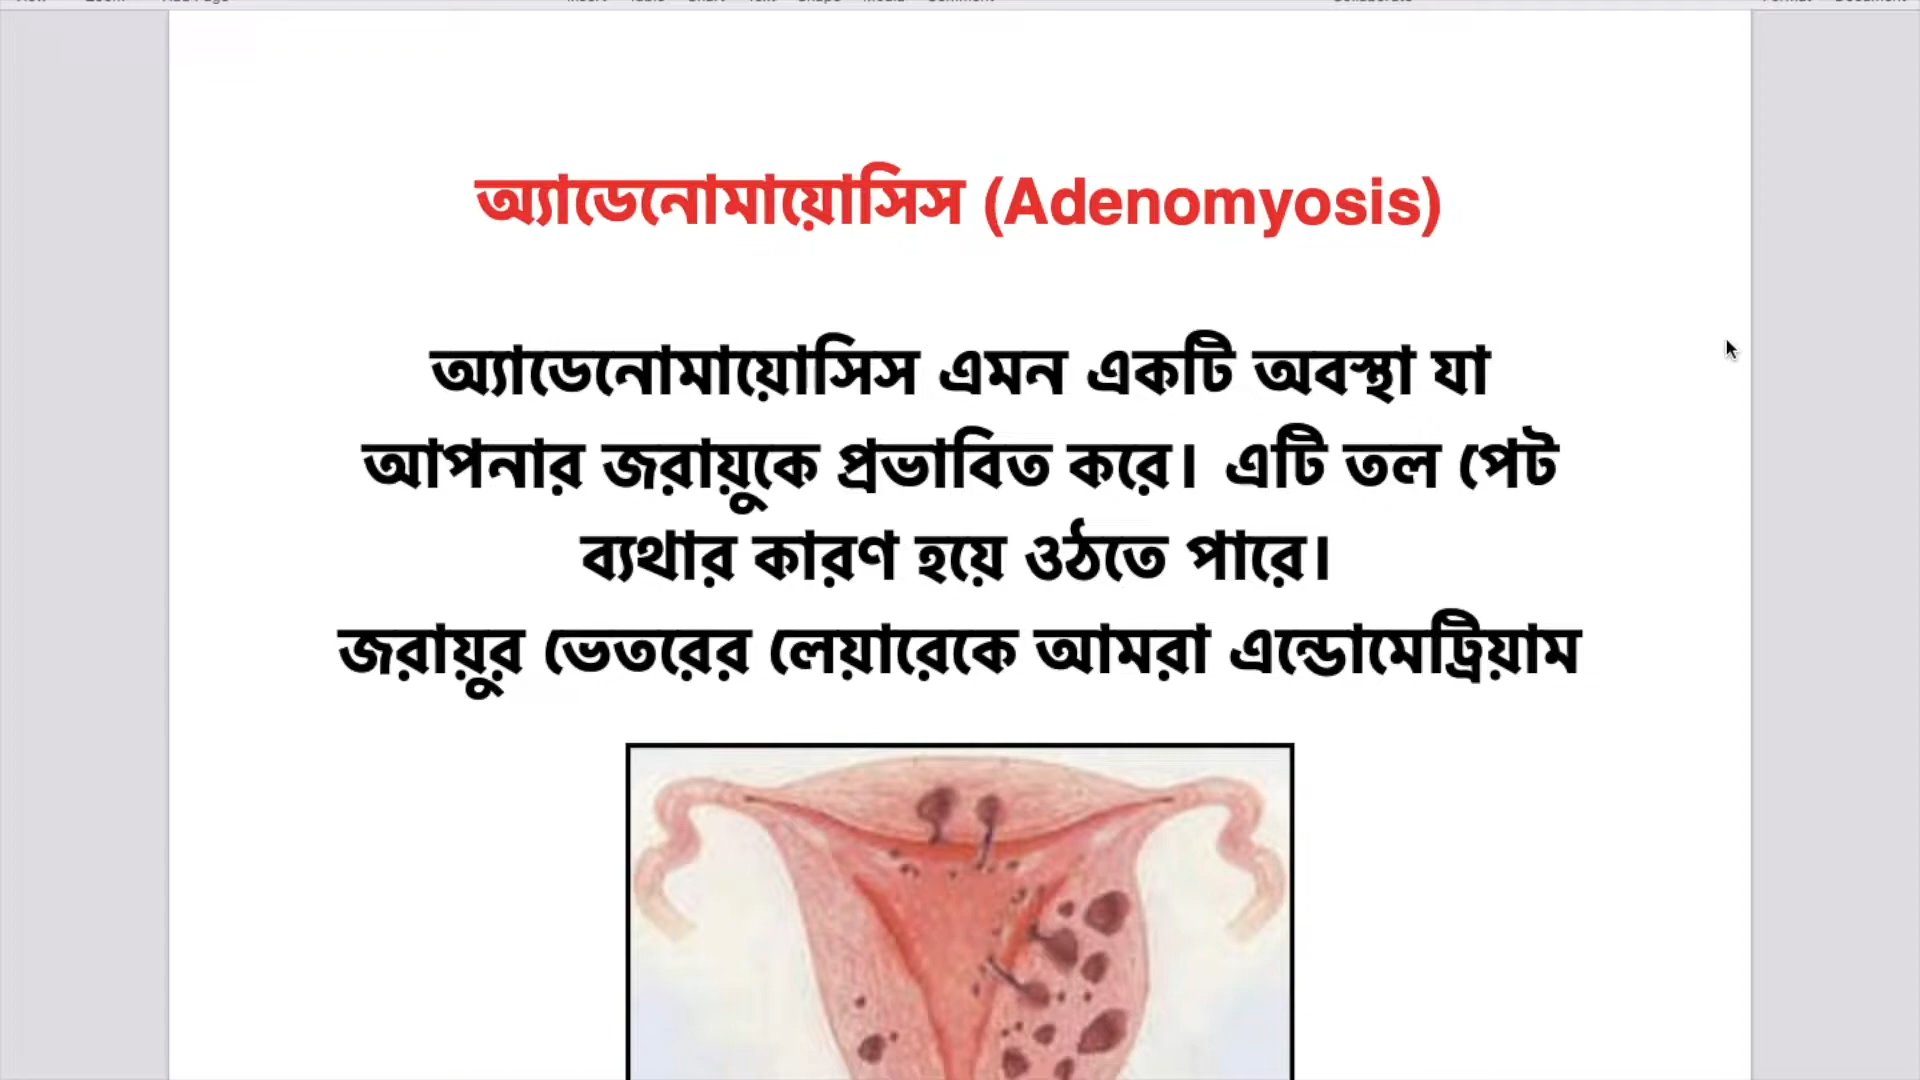 অ্যাডেনোমায়োসিস (Adenomyosis)
অ্যাডেনোমায়োসিস এমন একটি অবস্থা যা
আপনার জরায়ুকে প্রভাবিত করে। এটি তল পেট
ব্যথার কারণ হয়ে ওঠতে পারে।
জরায়ুর ভেতরের লেয়ারেকে আমরা এন্ডোমেট্রিয়াম